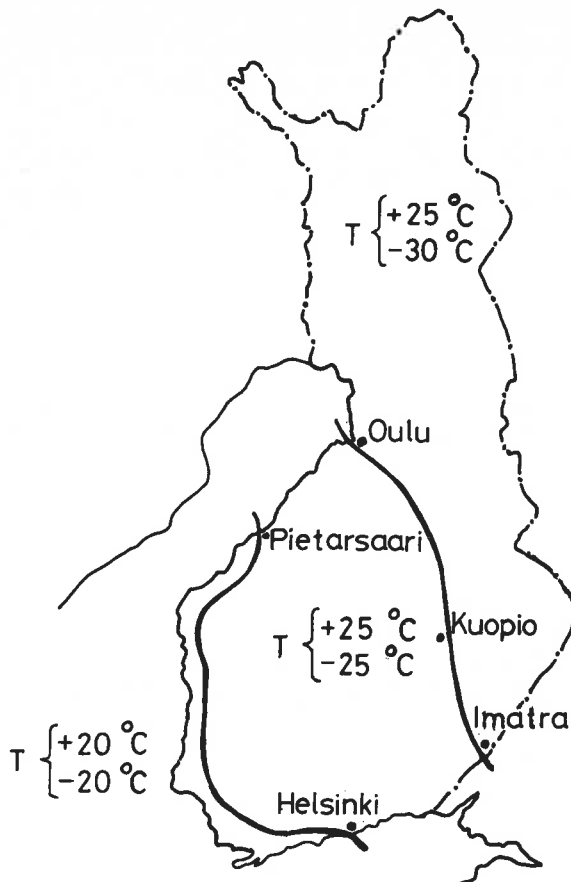 T { +25 °C
-30 °C
Oulu
Pietarsaari
Kuopio
T { +25 °C
-25 °C
Imatra
T { +20 °C
-20 °C
Helsinki